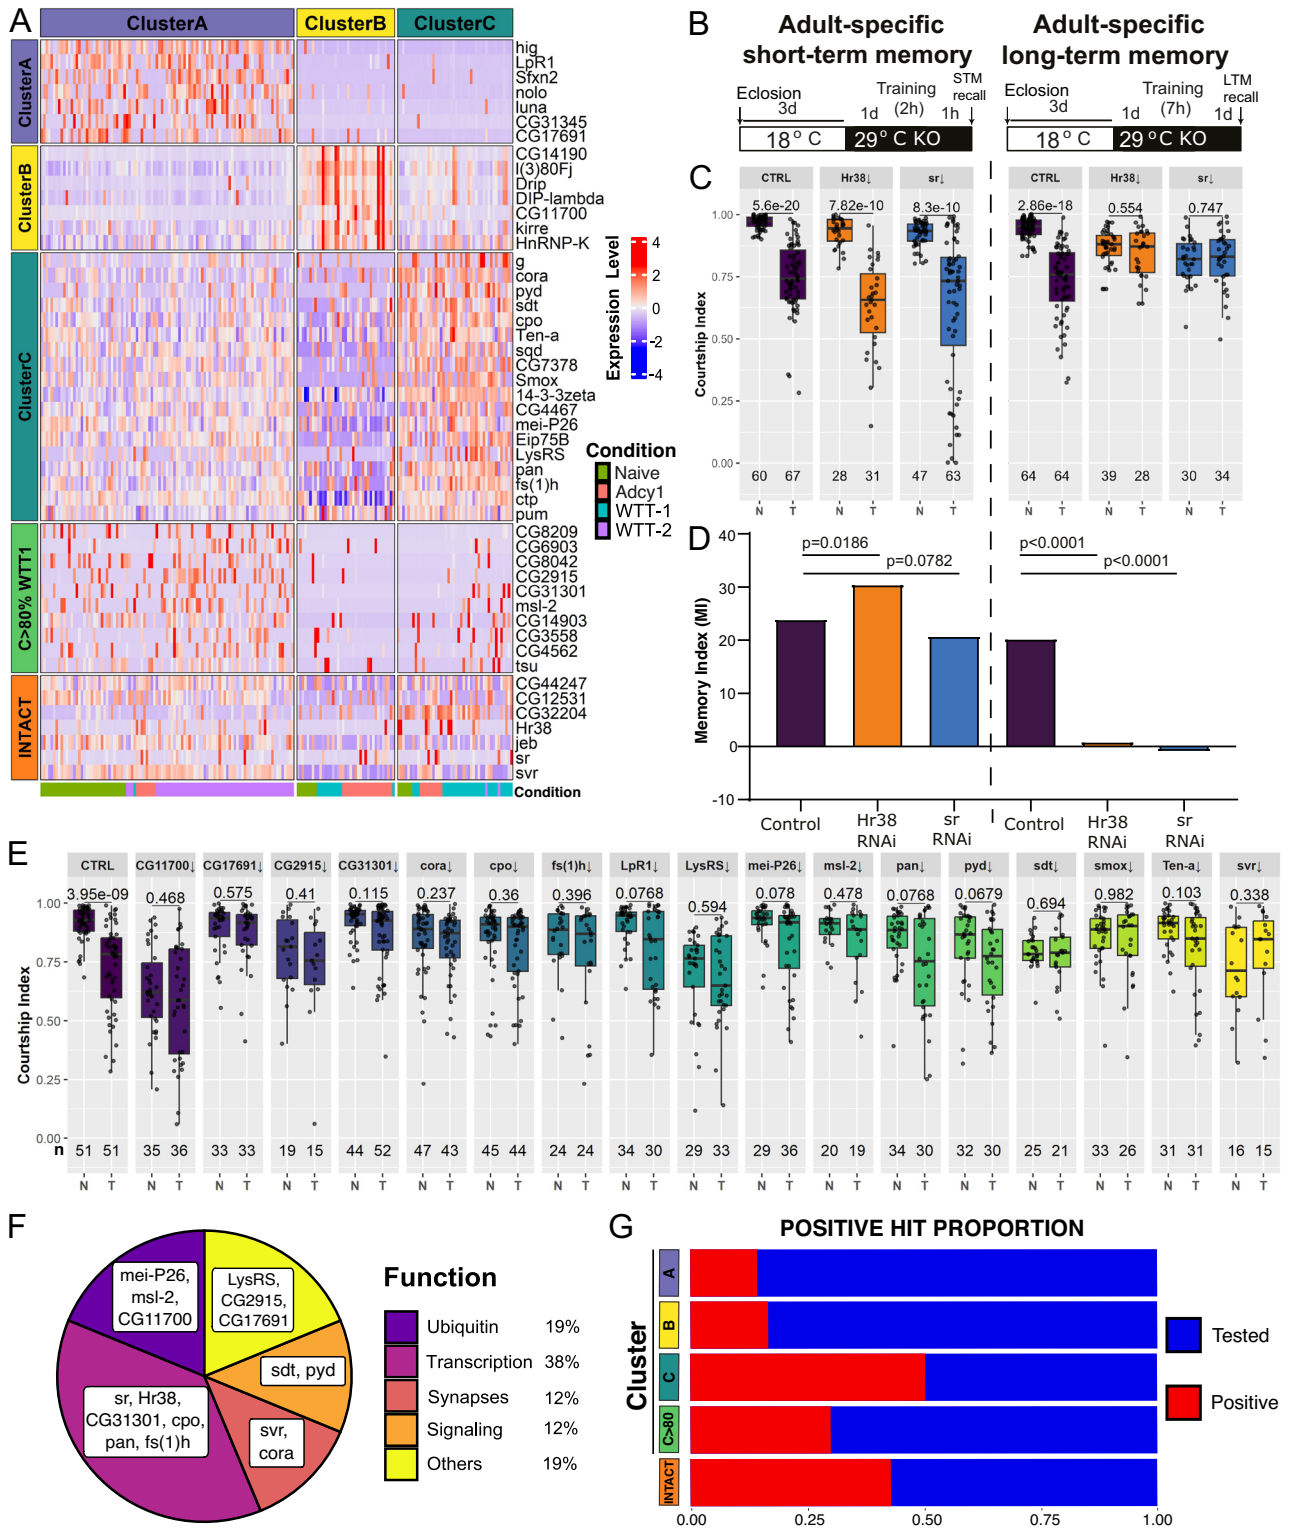 A
ClusterA
ClusterB
ClusterC
ClusterA
hig
LpR1
Sfxn2
nolo
luna
CG31345
CG17691
ClusterB
CG14190
l(3)80Fj
Drip
DIP-lambda
CG11700
kirre
HnRNP-K
ClusterC
g
cora
pyd
sdt
cpo
Ten-a
sqd
CG7378
Smox
14-3-3zeta
CG4467
mei-P26
Eip75B
LysRS
pan
fs(1)h
ctp
pum
C>80% WTT1
CG8209
CG6903
CG8042
CG2915
CG31301
msl-2
CG14903
CG3558
CG4562
tsu
INTACT
CG44247
CG12531
CG32204
Hr38
jeb
sr
svr
Condition
Expression Level
4
2
0
-2
-4
Condition
Naive
Adcy1
WTT-1
WTT-2
B
Adult-specific
short-term memory
Eclosion
3d
1d
Training
(2h)
STM
recall
1h
18° C
29° C KO
Adult-specific
long-term memory
Eclosion
3d
1d
Training
(7h)
LTM
recall
1d
18° C
29° C KO
C
CTRL Hr38↓ sr↓ CTRL Hr38↓ sr↓
5.6e-20 7.82e-10 8.3e-10 2.86e-18 0.554 0.747
Courtship Index
1.00
0.75
0.50
0.25
0.00
60 67 28 31 47 63 64 64 39 28 30 34
N T N T N T N T N T N T
D
Memory Index (MI)
40
30
20
10
0
-10
p=0.0186
p=0.0782
p<0.0001
p<0.0001
Control
Hr38
RNAi
sr
RNAi
Control
Hr38
RNAi
sr
RNAi
E
CTRL CG11700↓ CG17691↓ CG2915↓ CG31301↓ cora↓ cpo↓ fs(1)h↓ LpR1↓ LysRS↓ mei-P26↓ msl-2↓ pan↓ pyd↓ sdt↓ smox↓ Ten-a↓ svr↓
3.95e-09 0.468 0.575 0.41 0.115 0.237 0.36 0.396 0.0768 0.594 0.078 0.478 0.0768 0.0679 0.694 0.982 0.103 0.338
Courtship Index
1.00
0.75
0.50
0.25
0.00
n
51 51 35 36 33 33 19 15 44 52 47 43 45 44 24 24 34 30 29 33 29 36 20 19 34 30 32 30 25 21 33 26 31 31 16 15
N T N T N T N T N T N T N T N T N T N T N T N T N T N T N T N T N T N T
F
mei-P26,
msl-2,
CG11700
LysRS,
CG2915,
CG17691
sdt, pyd
svr,
cora
sr, Hr38,
CG31301, cpo,
pan, fs(1)h
Function
Ubiquitin 19%
Transcription 38%
Synapses 12%
Signaling 12%
Others 19%
G
POSITIVE HIT PROPORTION
Cluster
A
B
C
C>80
INTACT
0.00 0.25 0.50 0.75 1.00
Tested
Positive